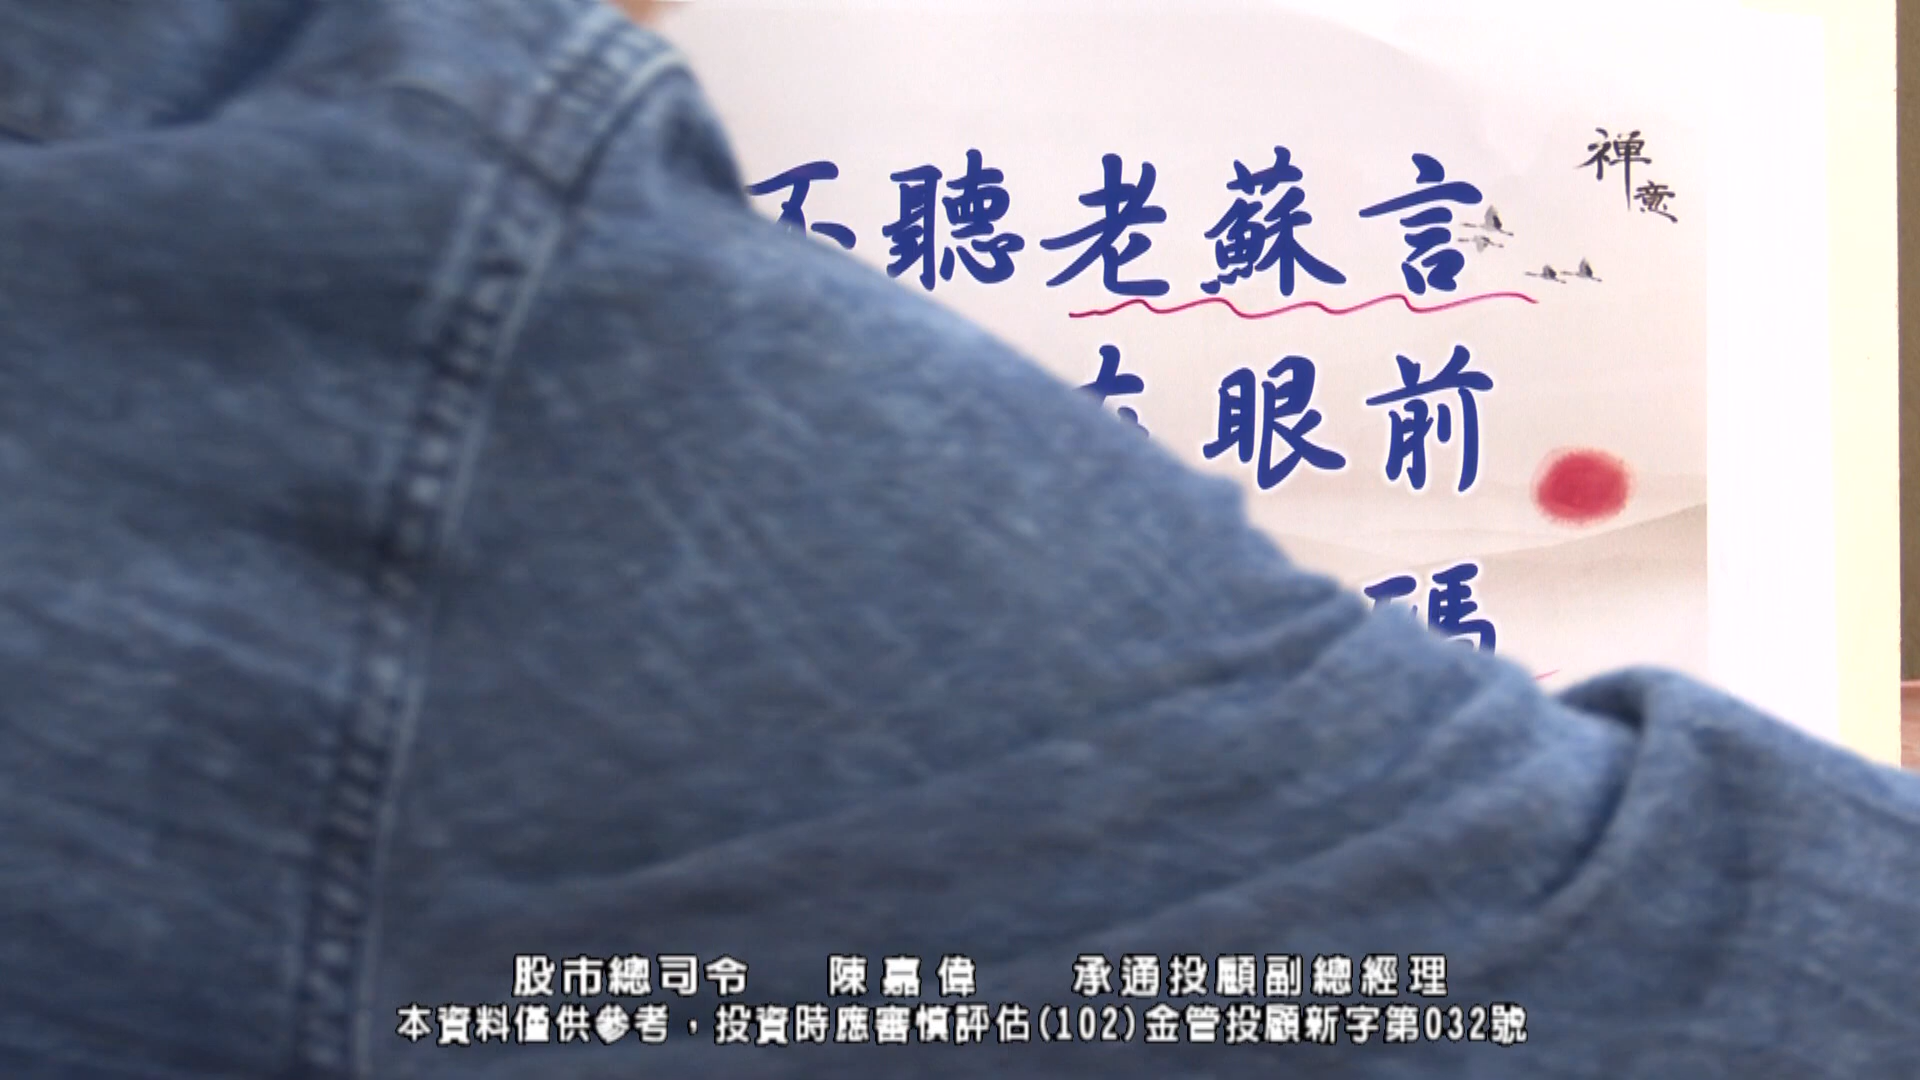 不聽老蘇言
禅
意
眼前
碼
股市總司令 陳嘉偉 承通投顧副總經理
本資料僅供參考，投資時應審慎評估(102)金管投顧新字第032號